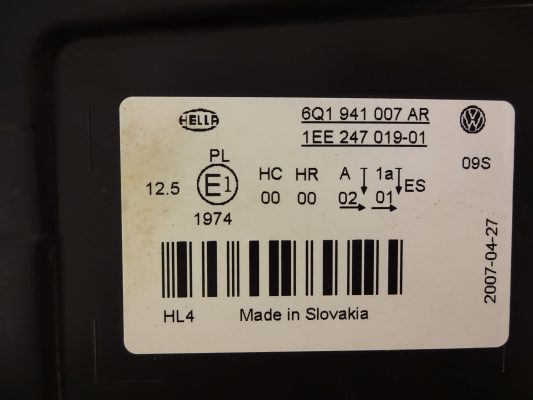 HELLA 6Q1 941 007 AR
1EE 247 019-01
09S
PL
12.5 E1 HC HR A 1a ES
00 00 02 01
1974
2007-04-27
HL4 Made in Slovakia